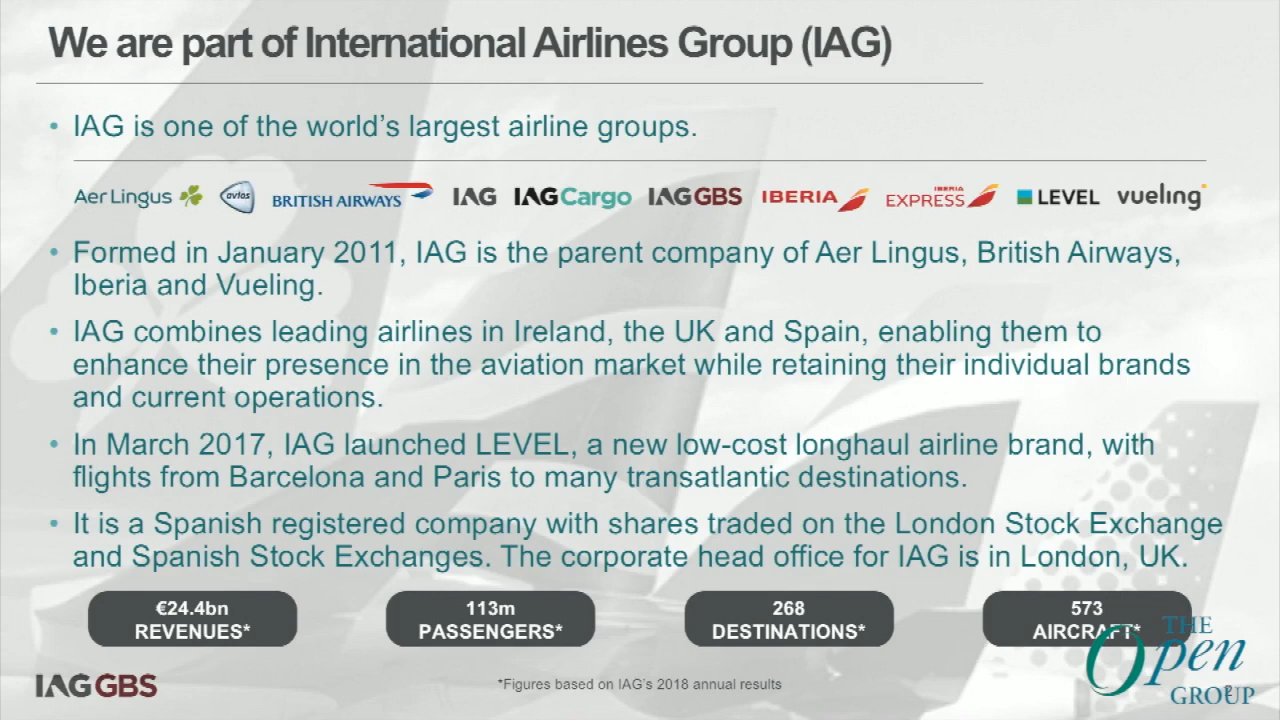 We are part of International Airlines Group (IAG)
• IAG is one of the world’s largest airline groups.
Aer Lingus avios BRITISH AIRWAYS IAG IAGCargo IAGGBS IBERIA IBERIA EXPRESS LEVEL vueling
• Formed in January 2011, IAG is the parent company of Aer Lingus, British Airways,
Iberia and Vueling.
• IAG combines leading airlines in Ireland, the UK and Spain, enabling them to
enhance their presence in the aviation market while retaining their individual brands
and current operations.
• In March 2017, IAG launched LEVEL, a new low-cost longhaul airline brand, with
flights from Barcelona and Paris to many transatlantic destinations.
• It is a Spanish registered company with shares traded on the London Stock Exchange
and Spanish Stock Exchanges. The corporate head office for IAG is in London, UK.
€24.4bn
REVENUES*
113m
PASSENGERS*
268
DESTINATIONS*
573
AIRCRAFT*
IAGGBS
*Figures based on IAG’s 2018 annual results
THE
Open
GROUP
2